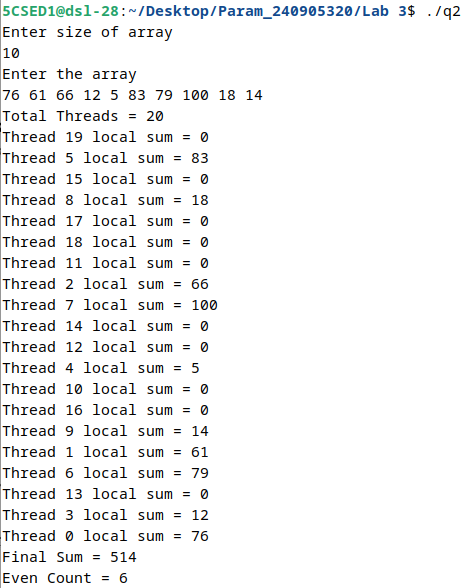 5CSED1@dsl-28:~/Desktop/Param_240905320/Lab 3$ ./q2
Enter size of array
10
Enter the array
76 61 66 12 5 83 79 100 18 14
Total Threads = 20
Thread 19 local sum = 0
Thread 5 local sum = 83
Thread 15 local sum = 0
Thread 8 local sum = 18
Thread 17 local sum = 0
Thread 18 local sum = 0
Thread 11 local sum = 0
Thread 2 local sum = 66
Thread 7 local sum = 100
Thread 14 local sum = 0
Thread 12 local sum = 0
Thread 4 local sum = 5
Thread 10 local sum = 0
Thread 16 local sum = 0
Thread 9 local sum = 14
Thread 1 local sum = 61
Thread 6 local sum = 79
Thread 13 local sum = 0
Thread 3 local sum = 12
Thread 0 local sum = 76
Final Sum = 514
Even Count = 6